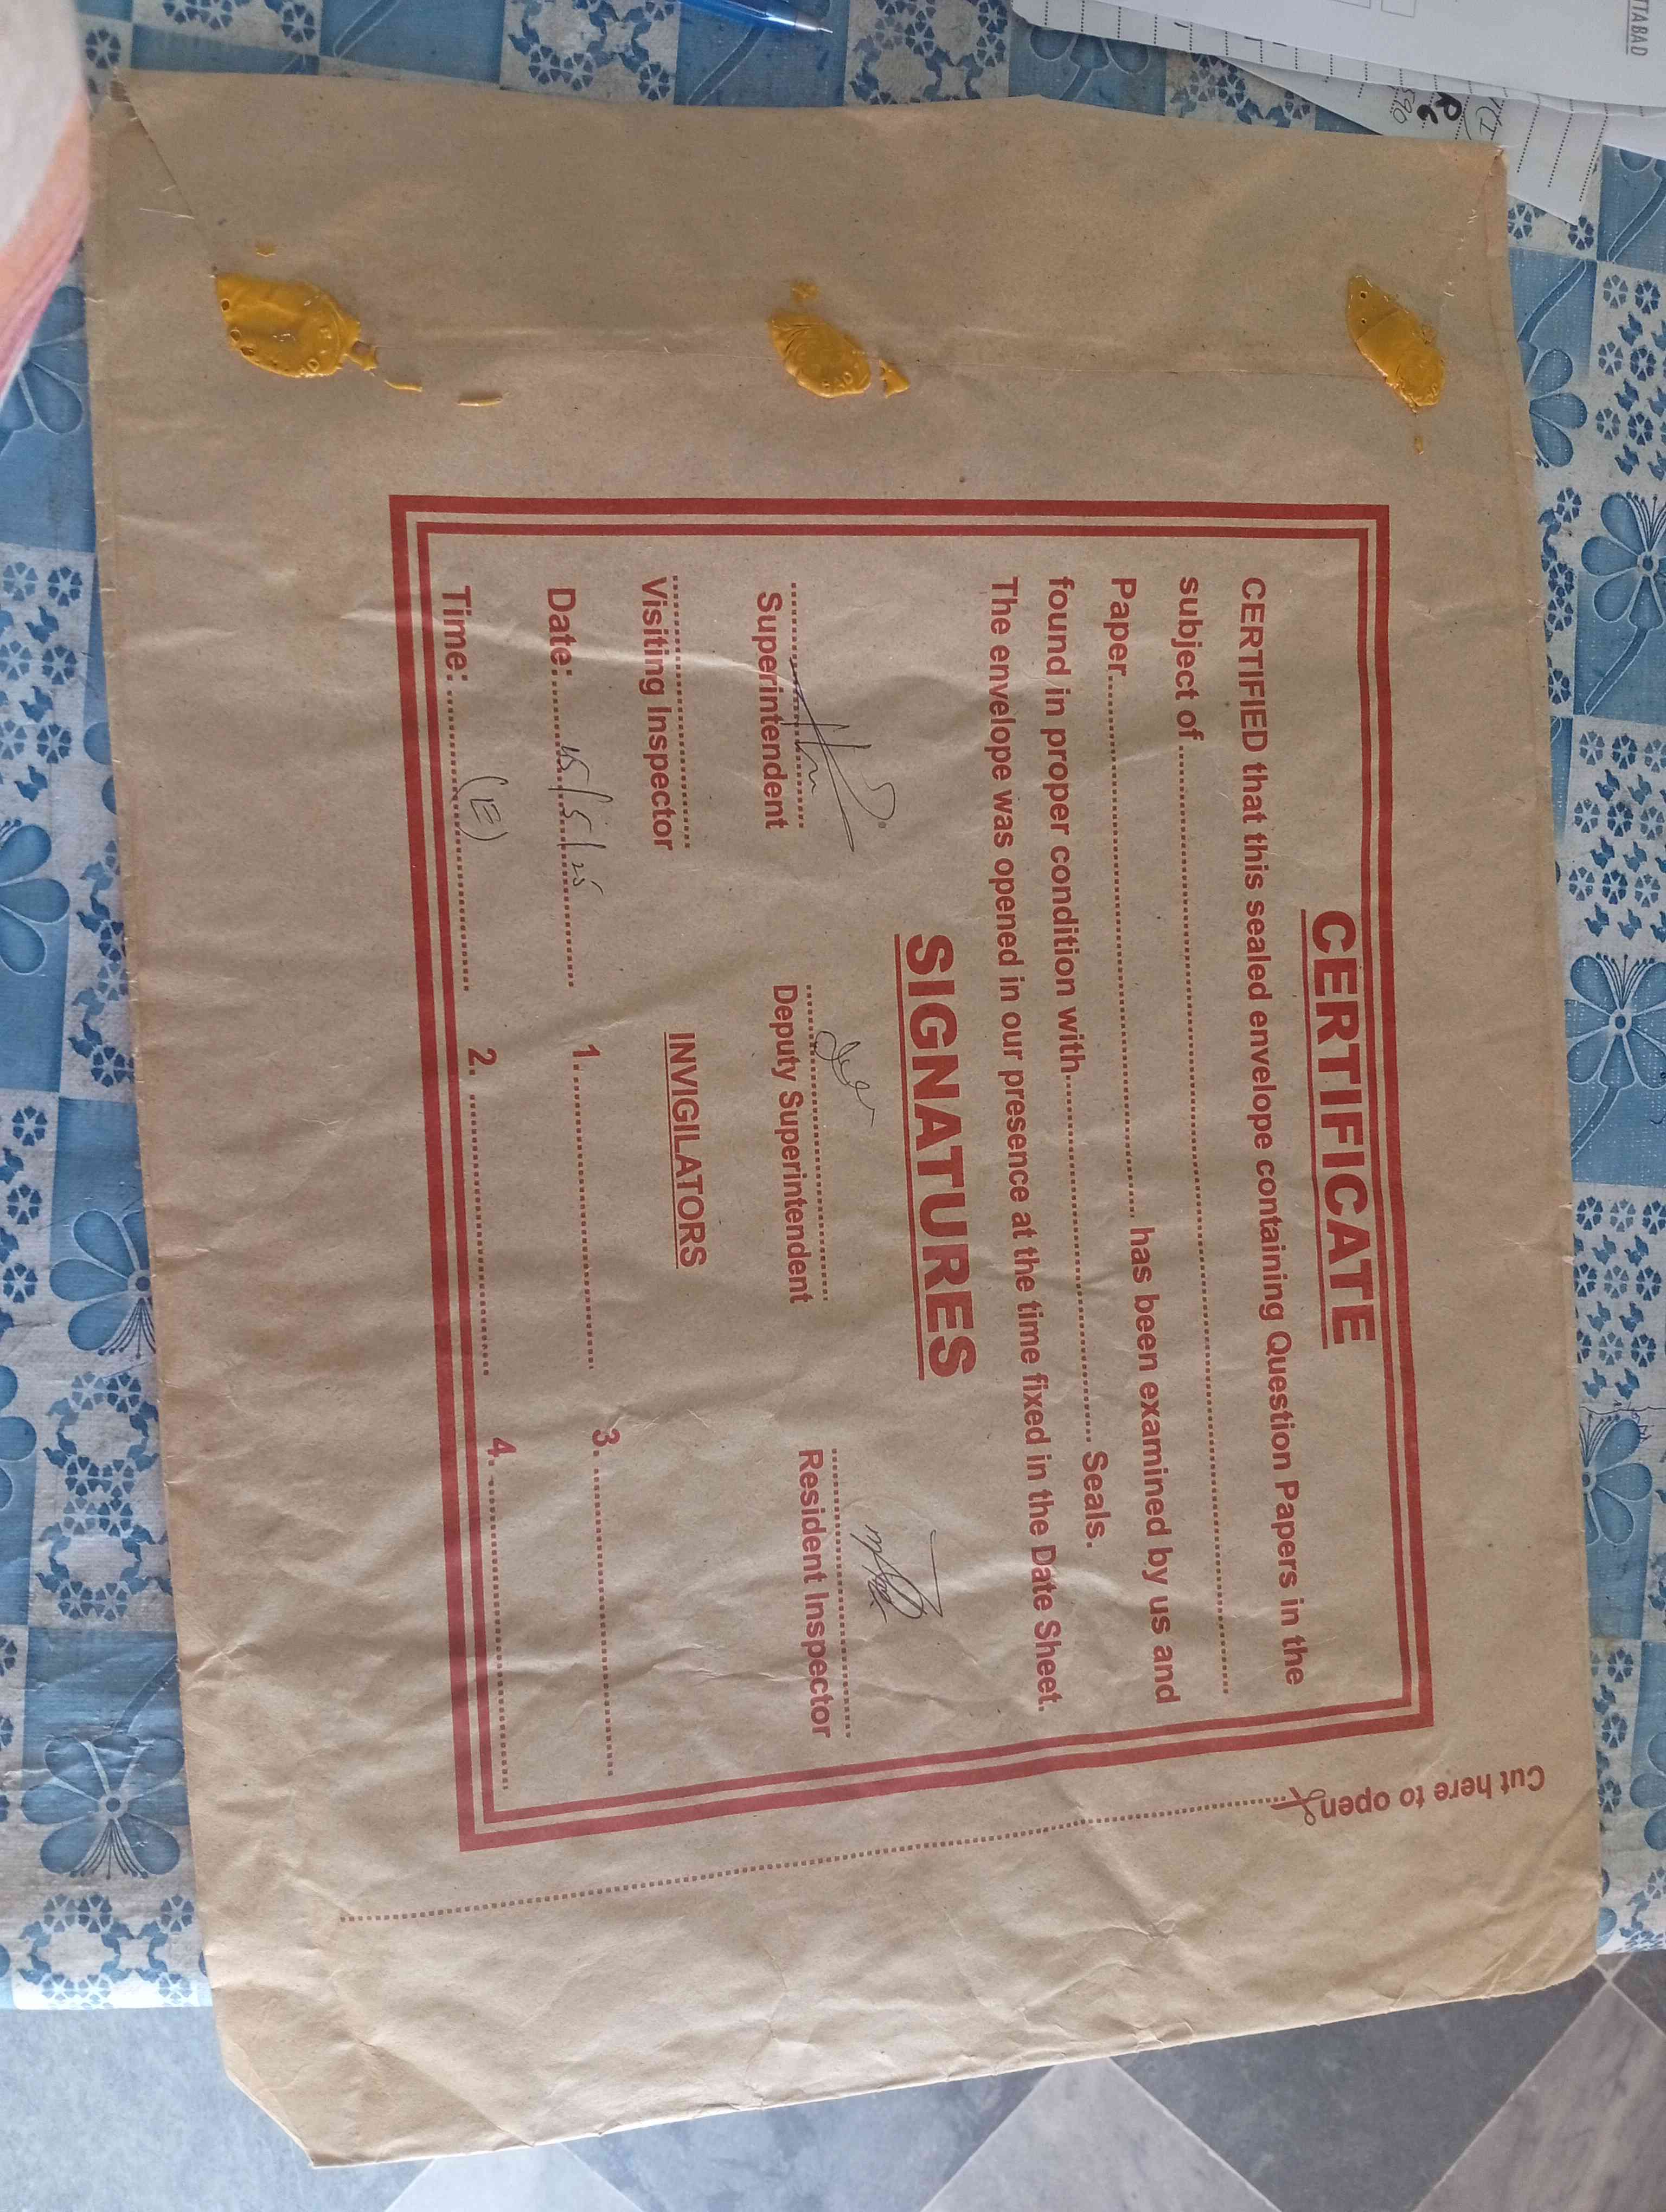 CERTIFICATE
CERTIFIED that this sealed envelope containing Question Papers in the
subject of ................................................
Paper................................................ has been examined by us and
found in proper condition with................................................ Seals.
The envelope was opened in our presence at the time fixed in the Date Sheet.
SIGNATURES
Superintendent Deputy Superintendent Resident Inspector
Visiting Inspector INVIGILATORS
Date: 15/5/25 1. ................ 3. ................
Time: (E) 2. ................ 4. ................
Cut here to open
TTABAD